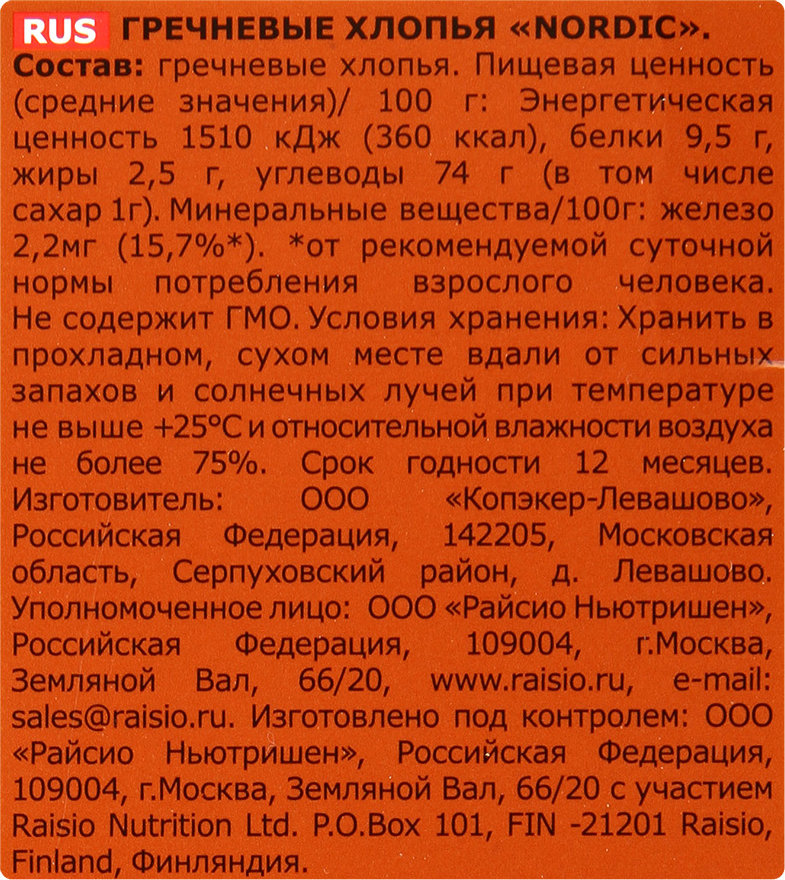 RUS ГРЕЧНЕВЫЕ ХЛОПЬЯ «NORDIC».
Состав: гречневые хлопья. Пищевая ценность
(средние значения)/ 100 г: Энергетическая
ценность 1510 кДж (360 ккал), белки 9,5 г,
жиры 2,5 г, углеводы 74 г (в том числе
сахар 1г). Минеральные вещества/100г: железо
2,2мг (15,7%*). *от рекомендуемой суточной
нормы потребления взрослого человека.
Не содержит ГМО. Условия хранения: Хранить в
прохладном, сухом месте вдали от сильных
запахов и солнечных лучей при температуре
не выше +25°С и относительной влажности воздуха
не более 75%. Срок годности 12 месяцев.
Изготовитель: ООО «Копэкер-Левашово»,
Российская Федерация, 142205, Московская
область, Серпуховский район, д. Левашово.
Уполномоченное лицо: ООО «Райсио Ньютришен»,
Российская Федерация, 109004, г.Москва,
Земляной Вал, 66/20, www.raisio.ru, e-mail:
sales@raisio.ru. Изготовлено под контролем: ООО
«Райсио Ньютришен», Российская Федерация,
109004, г.Москва, Земляной Вал, 66/20 с участием
Raisio Nutrition Ltd. P.O.Box 101, FIN -21201 Raisio,
Finland, Финляндия.